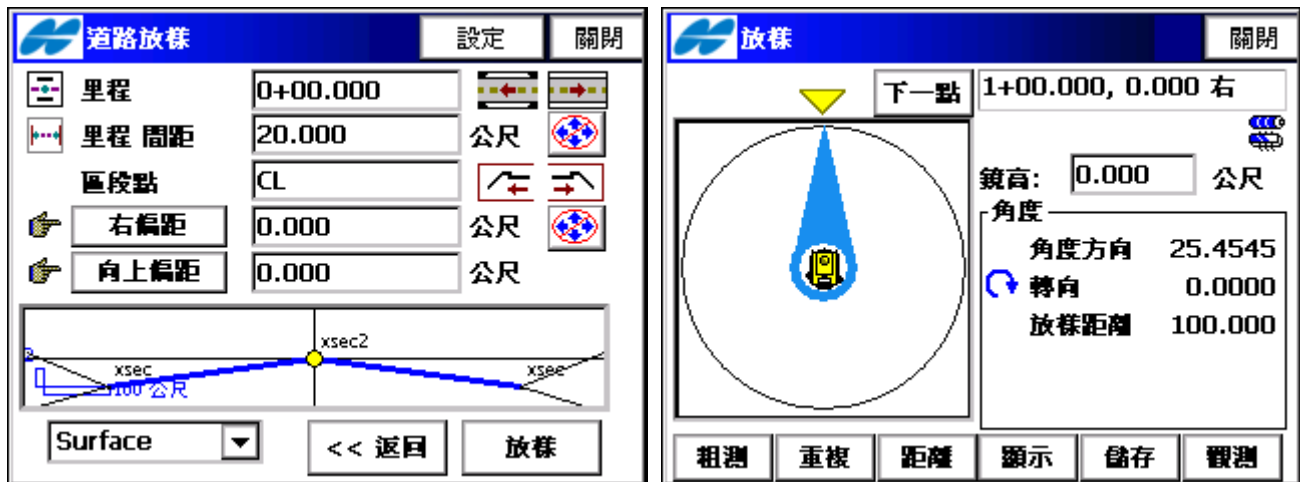 道路放樣 設定 關閉
里程 0+00.000
里程 間距 20.000 公尺
區段點 CL
右偏距 0.000 公尺
向上偏距 0.000 公尺
xsec2
xsec xsec
100 公尺
Surface << 返回 放樣
放樣 關閉
下一點 1+00.000, 0.000 右
鏡高: 0.000 公尺
角度
角度方向 25.4545
轉向 0.0000
放樣距離 100.000
粗測 重複 距離 顯示 儲存 觀測